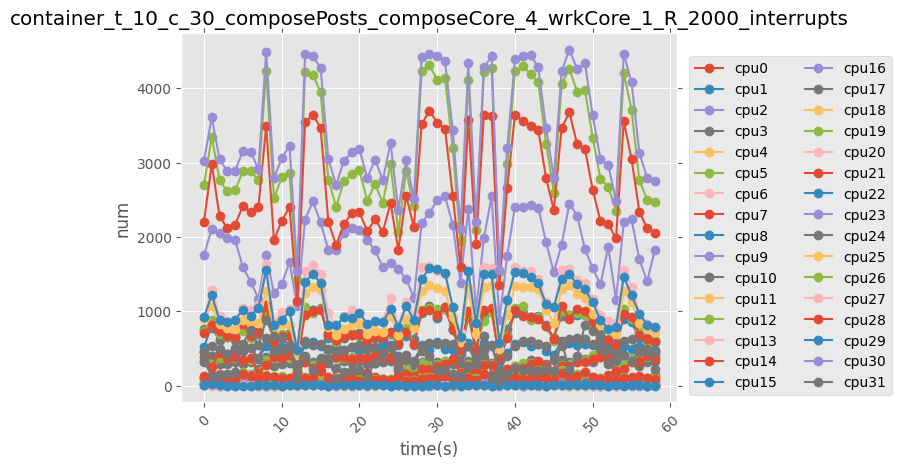 container_t_10_c_30_composePosts_composeCore_4_wrkCore_1_R_2000_interrupts
num
4000
3000
2000
1000
0
0
10
20
30
40
50
60
time(s)
cpu0
cpu1
cpu2
cpu3
cpu4
cpu5
cpu6
cpu7
cpu8
cpu9
cpu10
cpu11
cpu12
cpu13
cpu14
cpu15
cpu16
cpu17
cpu18
cpu19
cpu20
cpu21
cpu22
cpu23
cpu24
cpu25
cpu26
cpu27
cpu28
cpu29
cpu30
cpu31